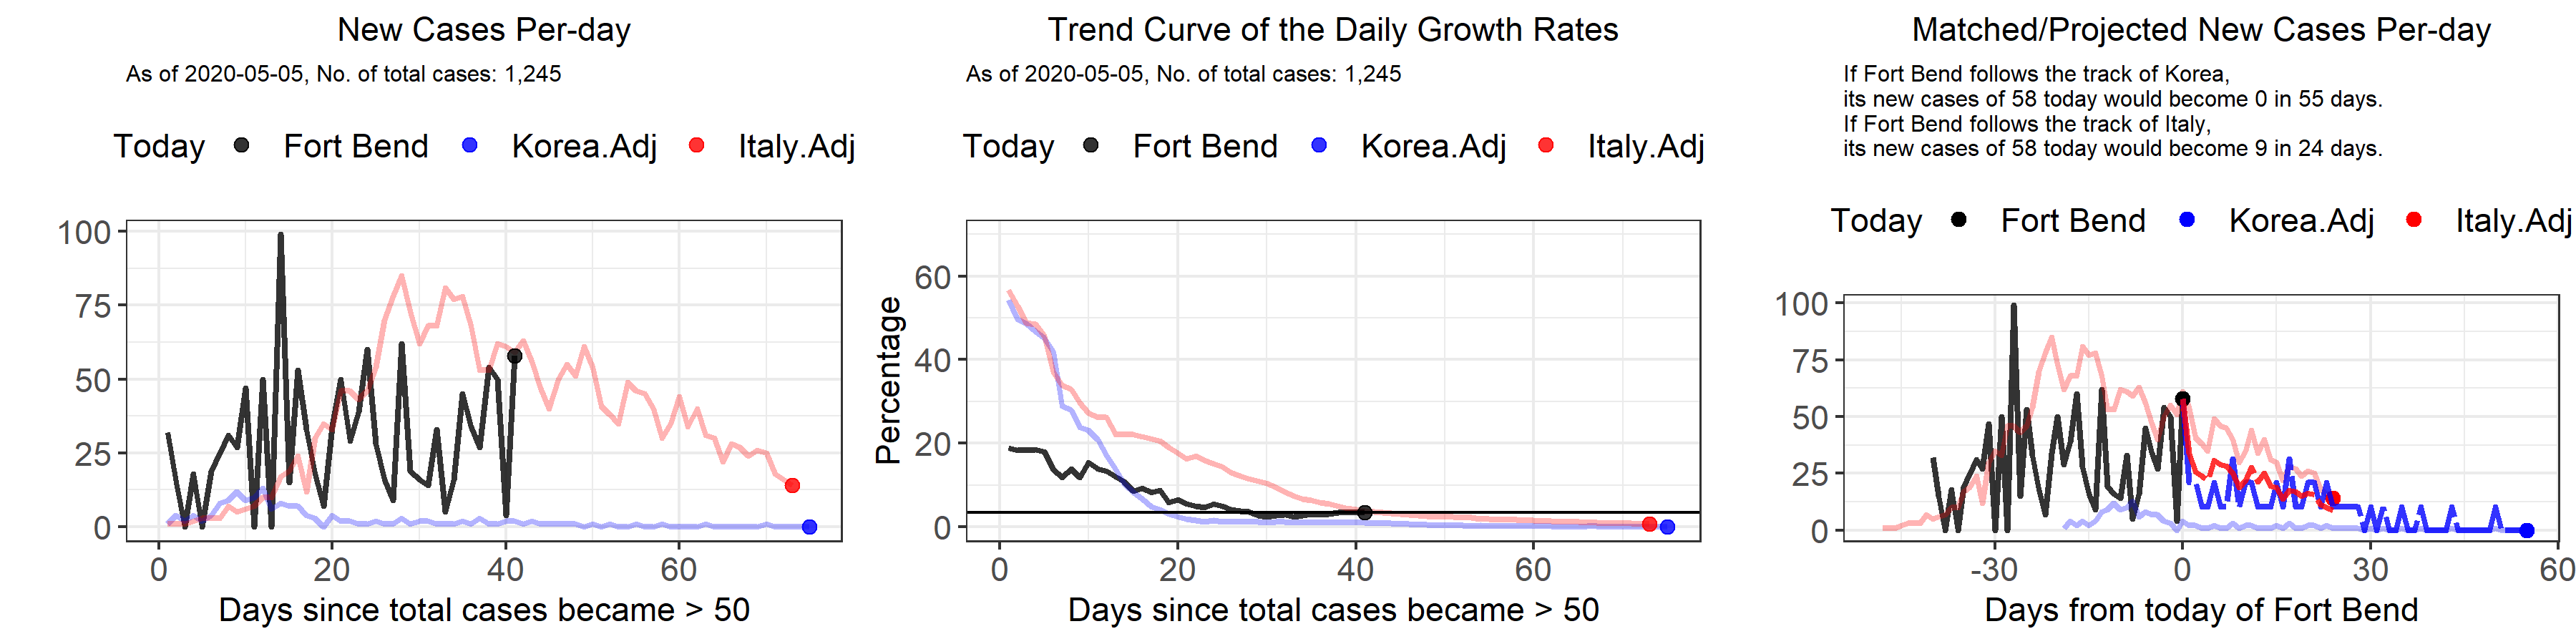 New Cases Per-day
As of 2020-05-05, No. of total cases: 1,245
Today Fort Bend Korea.Adj Italy.Adj
100
75
50
25
0
0 20 40 60
Days since total cases became > 50
Trend Curve of the Daily Growth Rates
As of 2020-05-05, No. of total cases: 1,245
Today Fort Bend Korea.Adj Italy.Adj
Percentage
60
40
20
0
0 20 40 60
Days since total cases became > 50
Matched/Projected New Cases Per-day
If Fort Bend follows the track of Korea,
its new cases of 58 today would become 0 in 55 days.
If Fort Bend follows the track of Italy,
its new cases of 58 today would become 9 in 24 days.
Today Fort Bend Korea.Adj Italy.Adj
100
75
50
25
0
-30 0 30 60
Days from today of Fort Bend